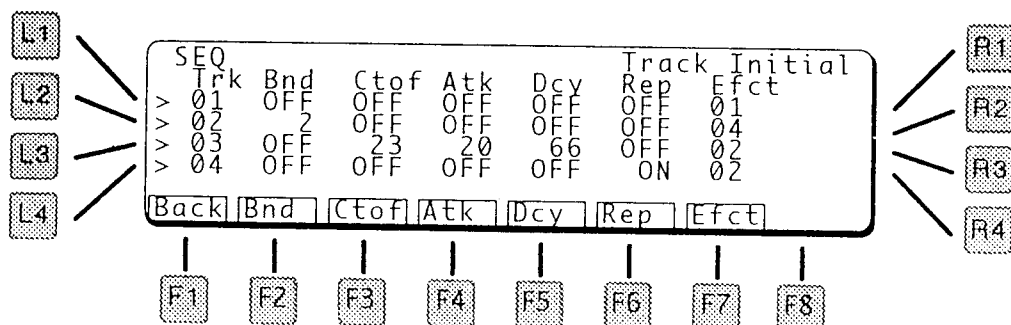 SEQ Track Initial
Trk Bnd Ctof Atk Dcy Rep Efct
> 01 OFF OFF OFF OFF OFF 01
> 02 2 OFF OFF OFF OFF 04
> 03 OFF 23 20 66 OFF 02
> 04 OFF OFF OFF OFF ON 02
Back Bnd Ctof Atk Dcy Rep Efct
L1
L2
L3
L4
R1
R2
R3
R4
F1 F2 F3 F4 F5 F6 F7 F8